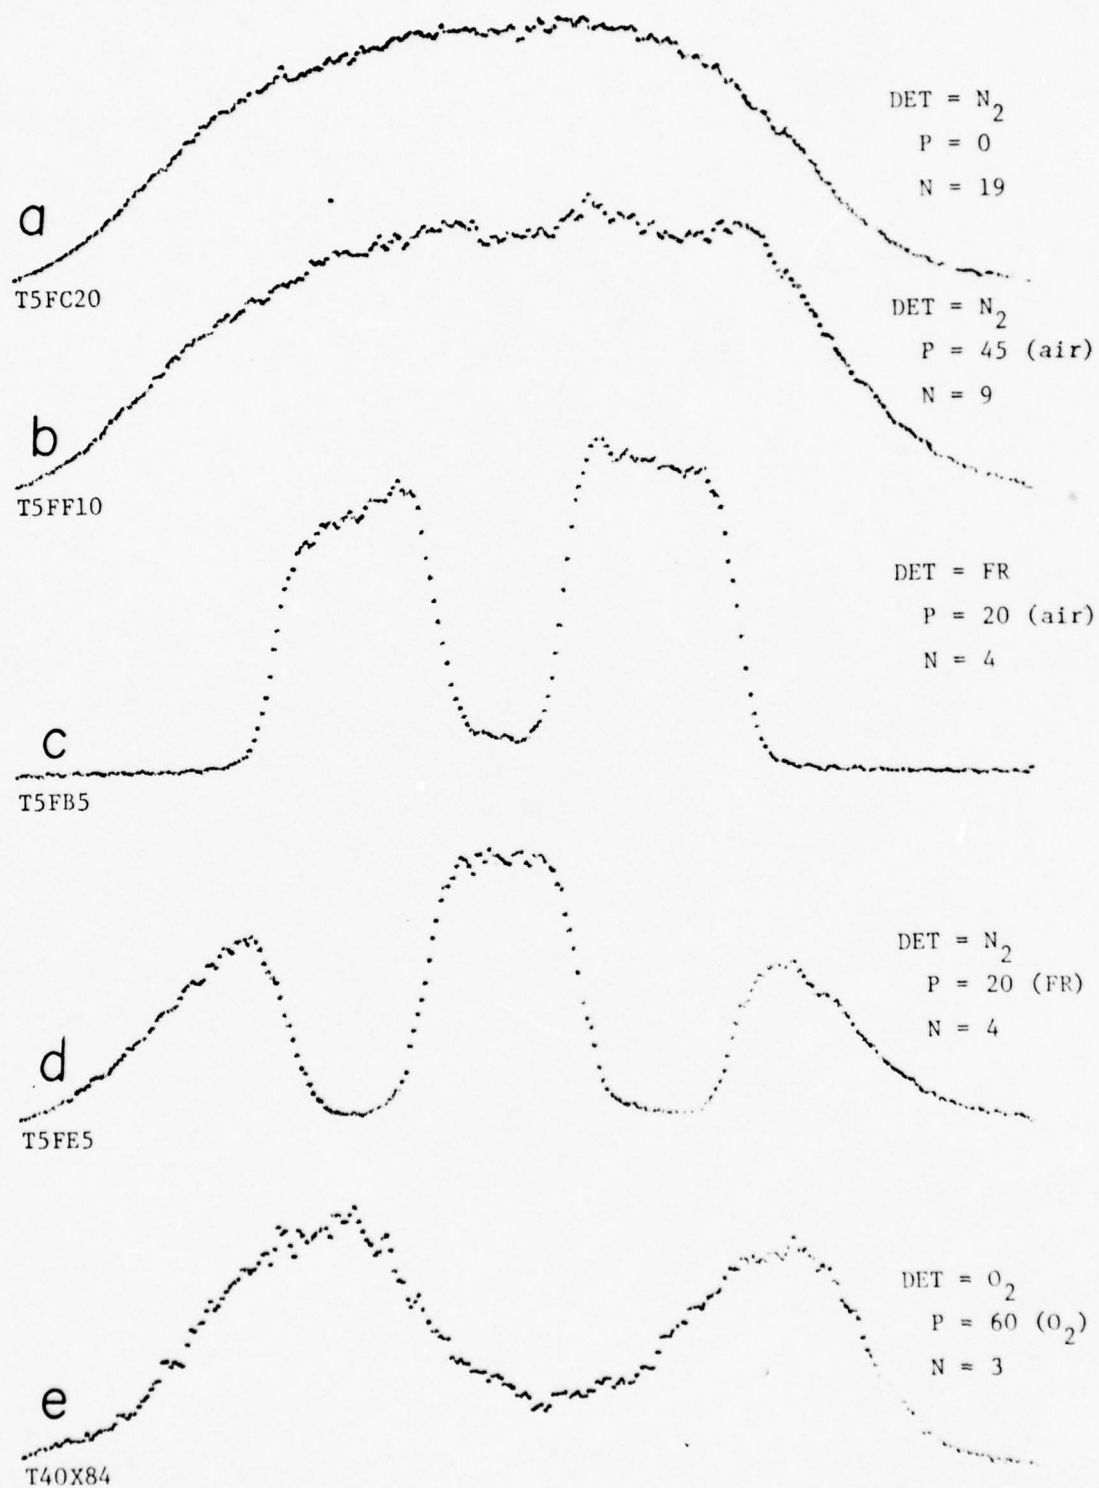 DET = N₂
P = 0
N = 19
a
T5FC20
DET = N₂
P = 45 (air)
N = 9
b
T5FF10
DET = FR
P = 20 (air)
N = 4
c
T5FB5
DET = N₂
P = 20 (FR)
N = 4
d
T5FE5
DET = O₂
P = 60 (O₂)
N = 3
e
T40X84